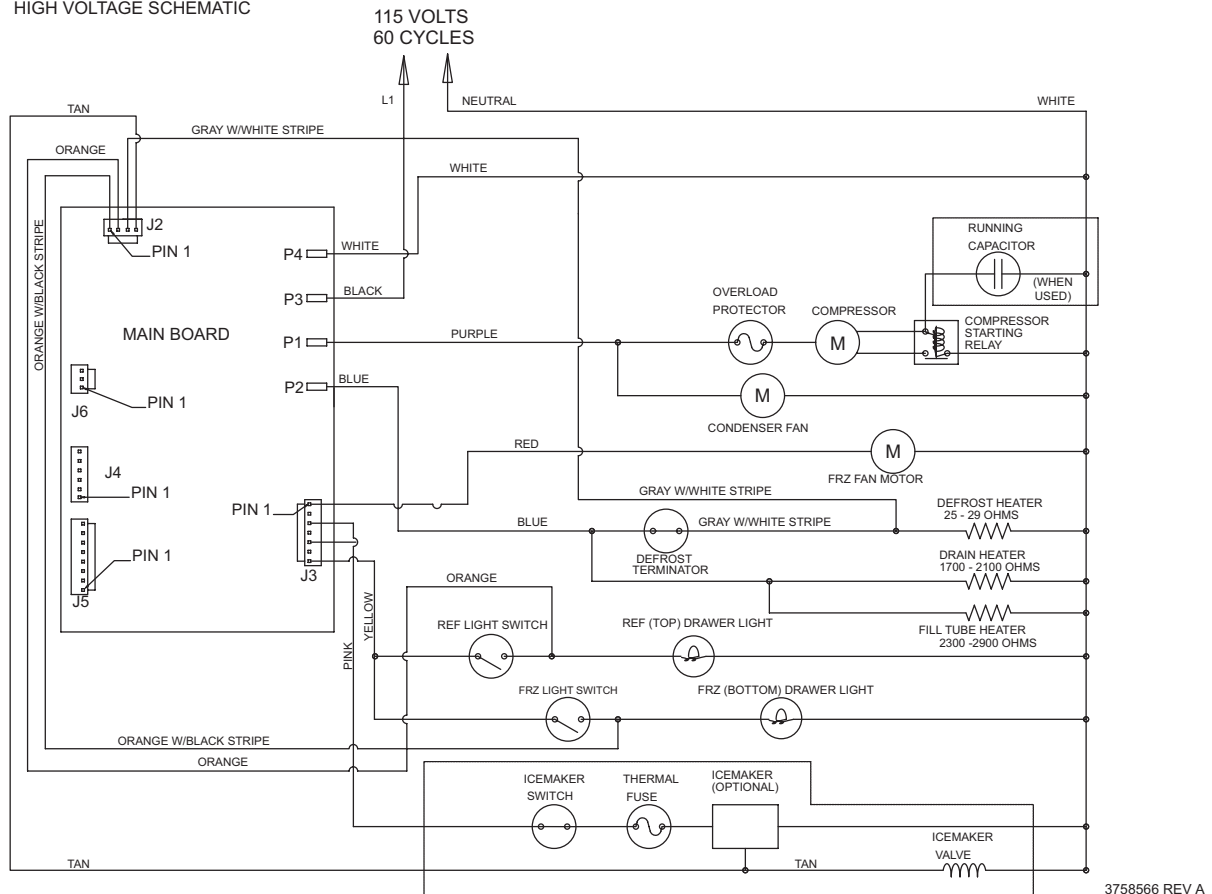 HIGH VOLTAGE SCHEMATIC
115 VOLTS
60 CYCLES
L1
NEUTRAL
WHITE
TAN
GRAY W/WHITE STRIPE
ORANGE
WHITE
ORANGE W/BLACK STRIPE
J2
PIN 1
P4
WHITE
P3
BLACK
MAIN BOARD
P1
PURPLE
P2
BLUE
RUNNING
CAPACITOR
(WHEN
USED)
OVERLOAD
PROTECTOR
COMPRESSOR
M
COMPRESSOR
STARTING
RELAY
M
CONDENSER FAN
J6
PIN 1
RED
M
FRZ FAN MOTOR
J4
PIN 1
PIN 1
J3
GRAY W/WHITE STRIPE
BLUE
GRAY W/WHITE STRIPE
DEFROST
TERMINATOR
DEFROST HEATER
25 - 29 OHMS
DRAIN HEATER
1700 - 2100 OHMS
FILL TUBE HEATER
2300 -2900 OHMS
PIN 1
J5
ORANGE
YELLOW
PINK
REF LIGHT SWITCH
REF (TOP) DRAWER LIGHT
FRZ LIGHT SWITCH
FRZ (BOTTOM) DRAWER LIGHT
ORANGE W/BLACK STRIPE
ORANGE
ICEMAKER
SWITCH
THERMAL
FUSE
ICEMAKER
(OPTIONAL)
ICEMAKER
VALVE
TAN
TAN
3758566 REV A